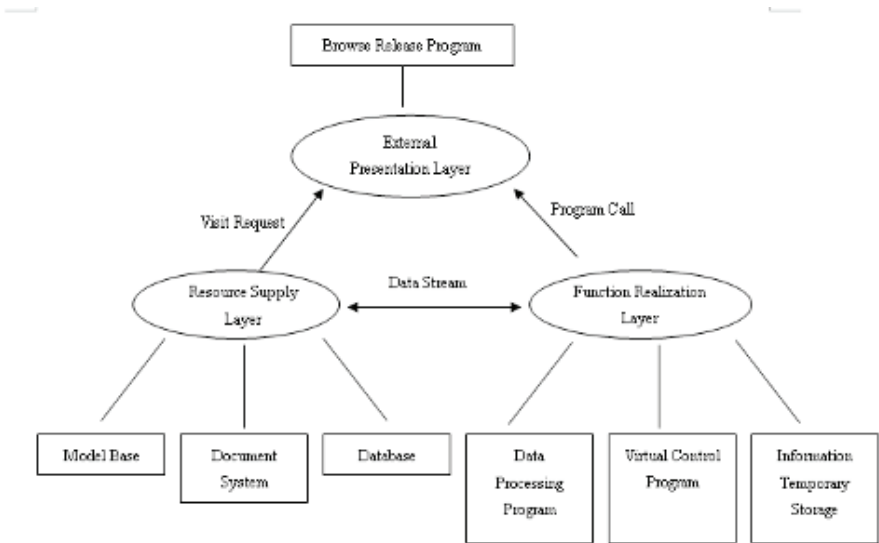 Browse Release Program
External
Presentation Layer
Visit Request
Program Call
Resource Supply
Layer
Data Stream
Function Realization
Layer
Model Base
Document
System
Database
Data
Processing
Program
Virtual Control
Program
Information
Temporary
Storage